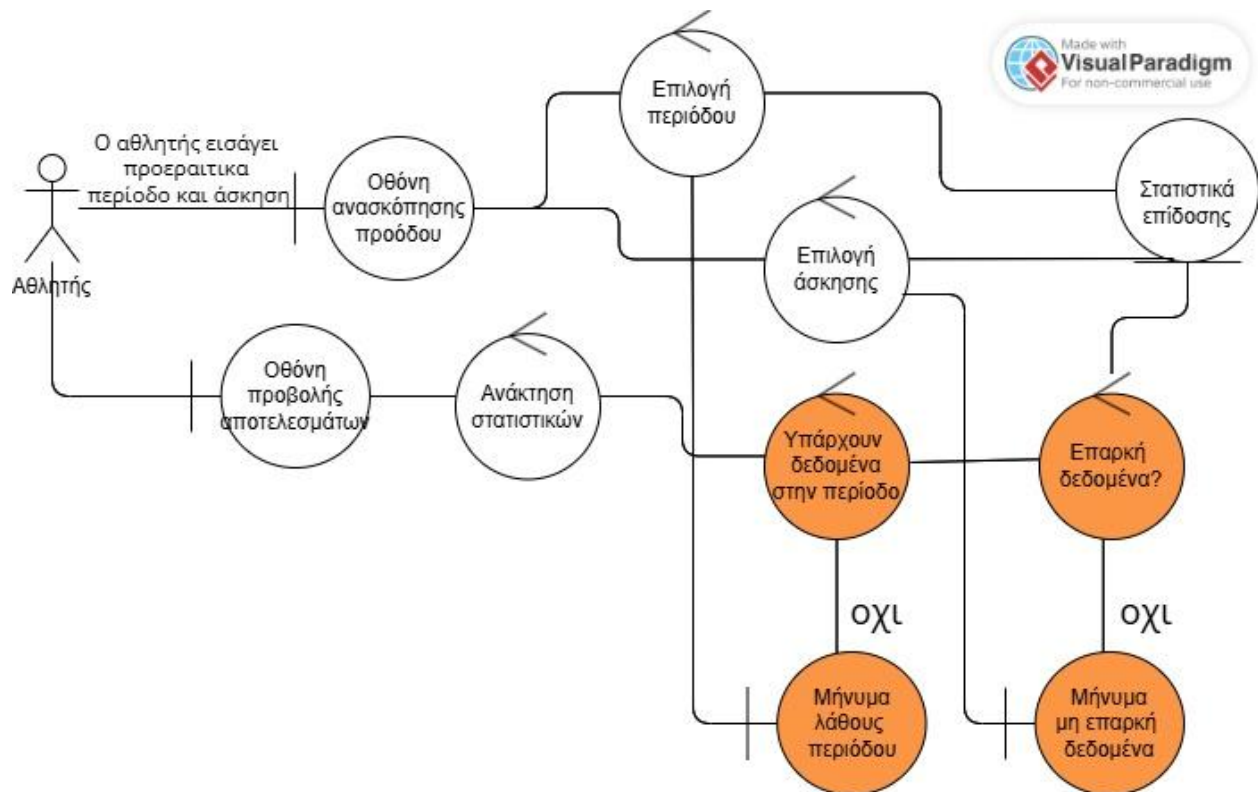 Made with
Visual Paradigm
For non-commercial use
Επιλογή
περιόδου
Ο αθλητής εισάγει
προεραιτικα
περίοδο και άσκηση
Οθόνη
ανασκόπησης
προόδου
Στατιστικά
επίδοσης
Επιλογή
άσκησης
Αθλητής
Οθόνη
προβολής
αποτελεσμάτων
Ανάκτηση
στατιστικών
Υπάρχουν
δεδομένα
στην περίοδο
Επαρκή
δεδομένα?
οχι
οχι
Μήνυμα
λάθους
περιόδου
Μήνυμα
μη επαρκή
δεδομένα